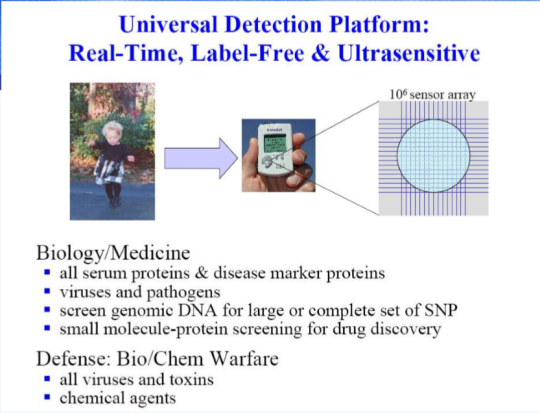 Universal Detection Platform:
Real-Time, Label-Free & Ultrasensitive
10⁶ sensor array
Biology/Medicine
▪ all serum proteins & disease marker proteins
▪ viruses and pathogens
▪ screen genomic DNA for large or complete set of SNP
▪ small molecule-protein screening for drug discovery
Defense: Bio/Chem Warfare
▪ all viruses and toxins
▪ chemical agents